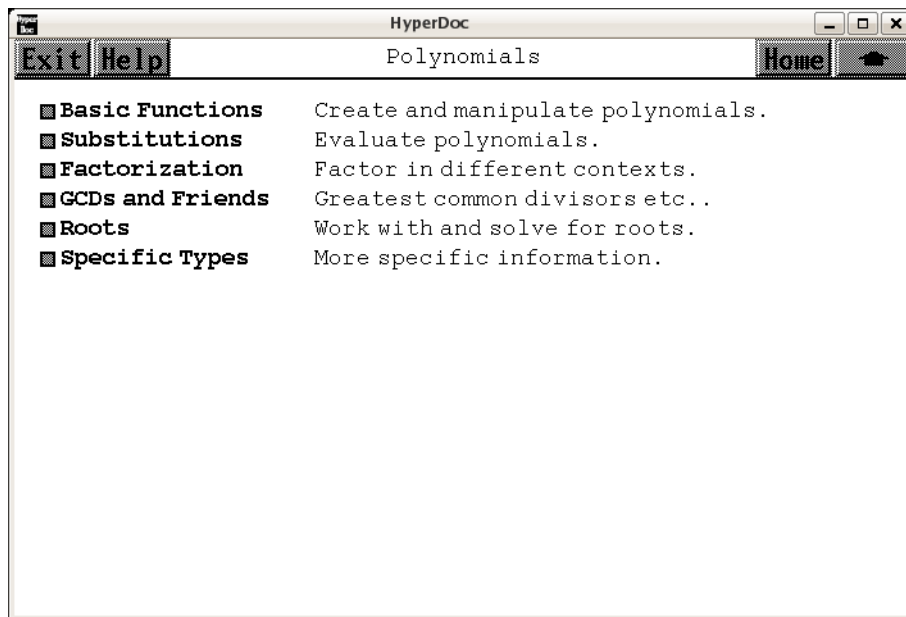 Hyper Doc HyperDoc
Exit Help Polynomials Home
Basic Functions Create and manipulate polynomials.
Substitutions Evaluate polynomials.
Factorization Factor in different contexts.
GCDs and Friends Greatest common divisors etc..
Roots Work with and solve for roots.
Specific Types More specific information.